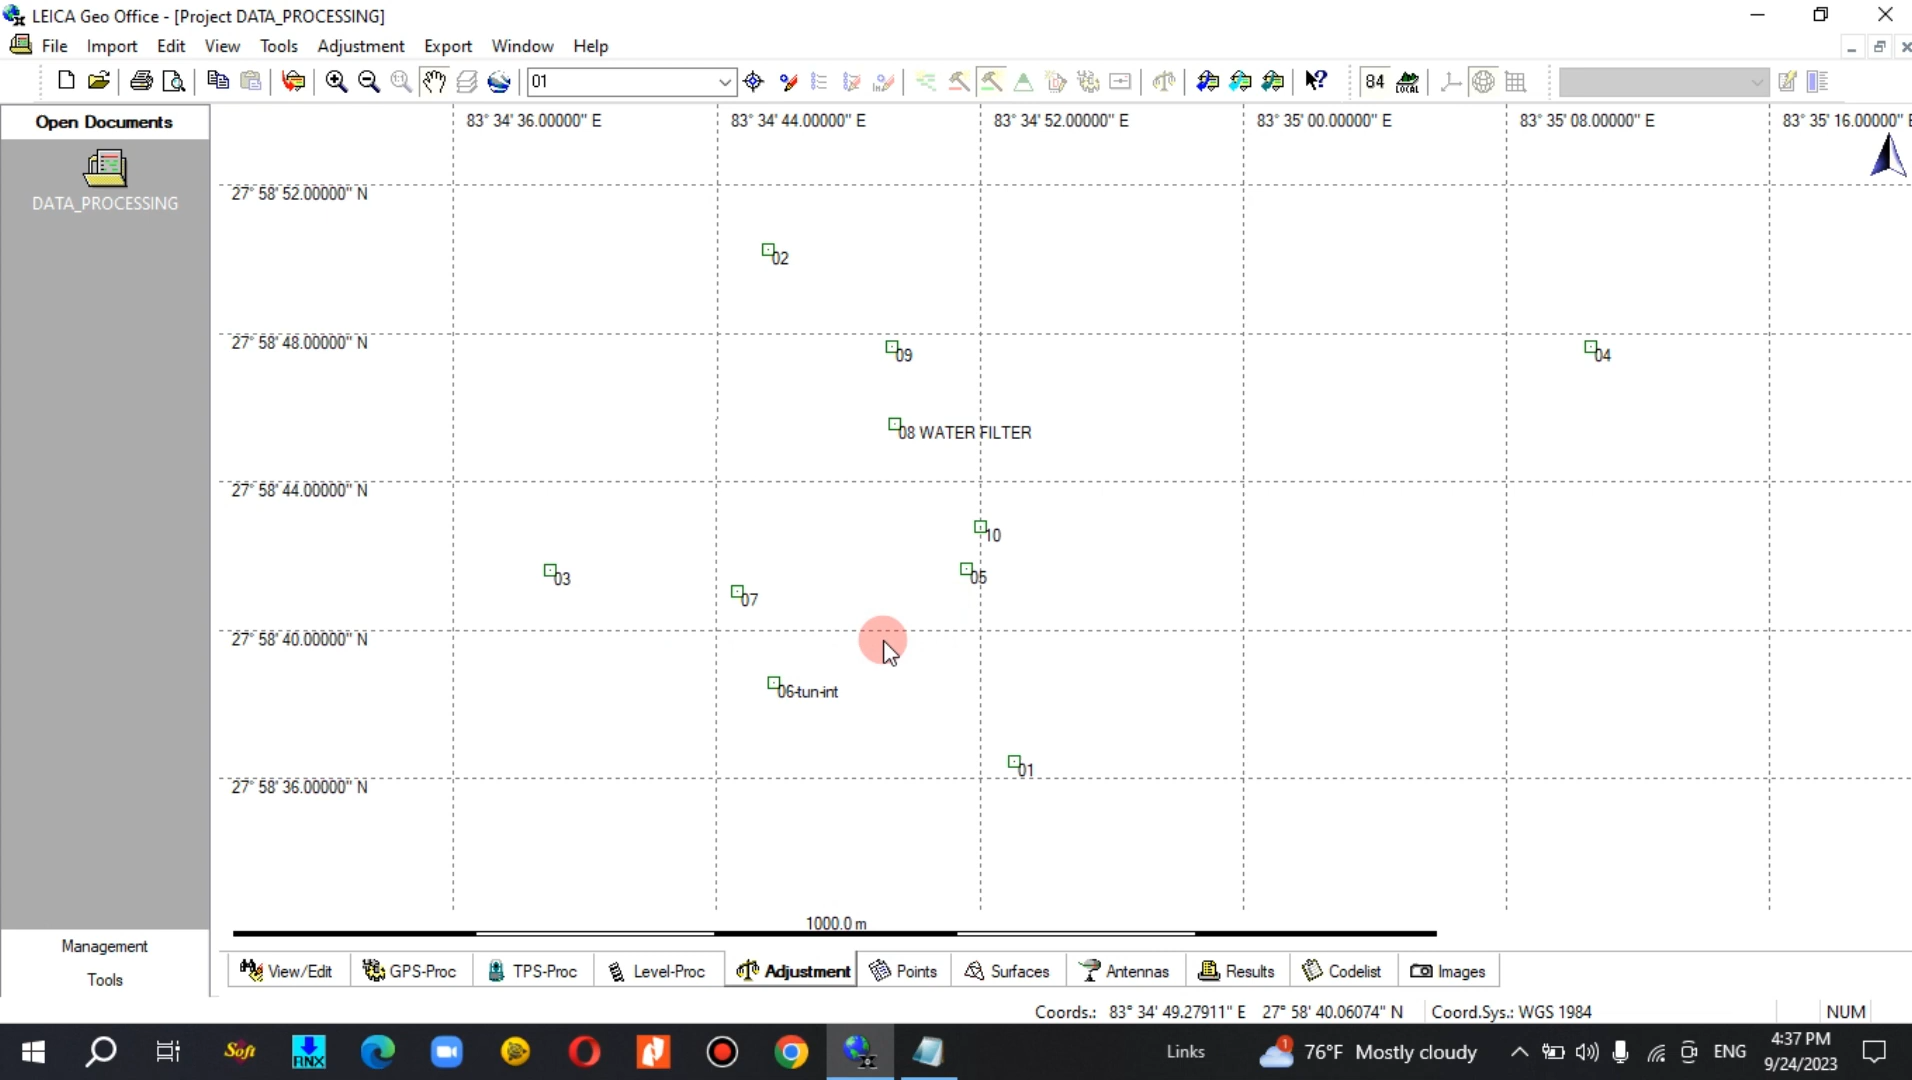 LEICA Geo Office - [Project DATA_PROCESSING]
File Import Edit View Tools Adjustment Export Window Help
01 84 LOCAL
Open Documents
DATA_PROCESSING
83° 34' 36.00000" E 83° 34' 44.00000" E 83° 34' 52.00000" E 83° 35' 00.00000" E 83° 35' 08.00000" E 83° 35' 16.00000" E
27° 58' 52.00000" N
02
27° 58' 48.00000" N
09
04
08 WATER FILTER
27° 58' 44.00000" N
10
03
05
07
27° 58' 40.00000" N
06-tun-int
01
27° 58' 36.00000" N
1000.0 m
Management
Tools
View/Edit GPS-Proc TPS-Proc Level-Proc Adjustment Points Surfaces Antennas Results Codelist Images
Coords.: 83° 34' 49.27911" E 27° 58' 40.06074" N Coord.Sys.: WGS 1984 NUM
Soft RNX Links 1 76°F Mostly cloudy ENG 4:37 PM
9/24/2023